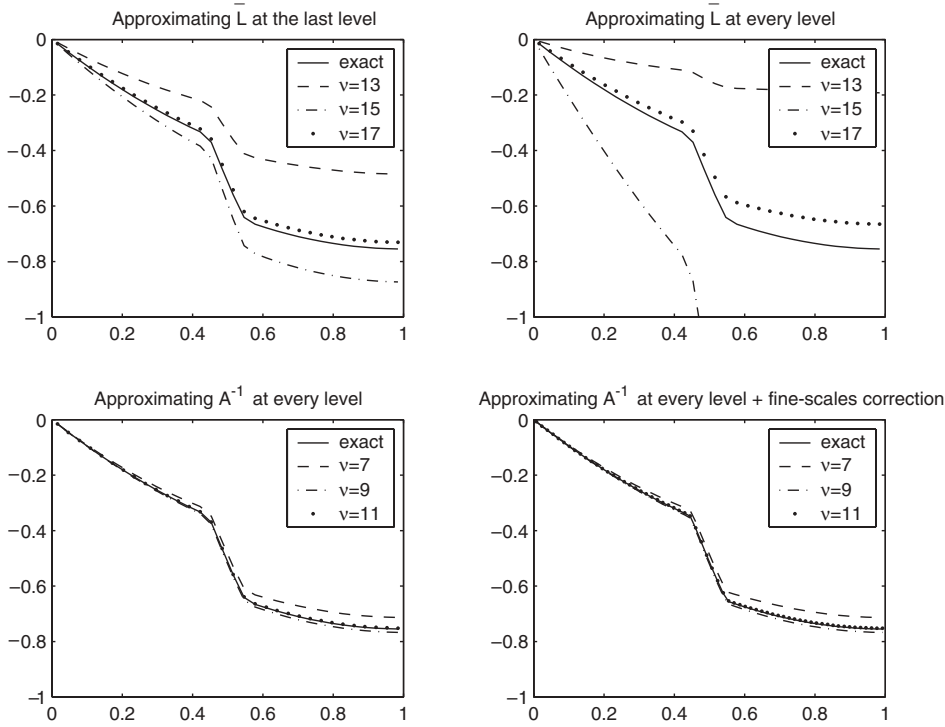 Approximating L̅ at the last level
0
−0.2
−0.4
−0.6
−0.8
−1
0 0.2 0.4 0.6 0.8 1
exact
ν=13
ν=15
ν=17
Approximating L̅ at every level
0
−0.2
−0.4
−0.6
−0.8
−1
0 0.2 0.4 0.6 0.8 1
exact
ν=13
ν=15
ν=17
Approximating A⁻¹ at every level
0
−0.2
−0.4
−0.6
−0.8
−1
0 0.2 0.4 0.6 0.8 1
exact
ν=7
ν=9
ν=11
Approximating A⁻¹ at every level + fine-scales correction
0
−0.2
−0.4
−0.6
−0.8
−1
0 0.2 0.4 0.6 0.8 1
exact
ν=7
ν=9
ν=11